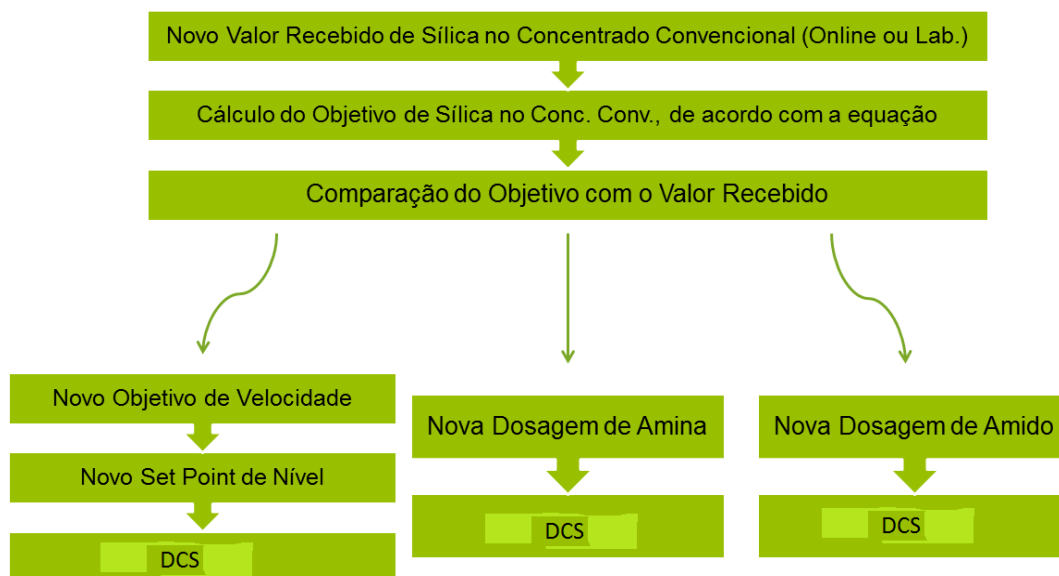 Novo Valor Recebido de Sílica no Concentrado Convencional (Online ou Lab.)
Cálculo do Objetivo de Sílica no Conc. Conv., de acordo com a equação
Comparação do Objetivo com o Valor Recebido
Novo Objetivo de Velocidade
Novo Set Point de Nível
DCS
Nova Dosagem de Amina
DCS
Nova Dosagem de Amido
DCS